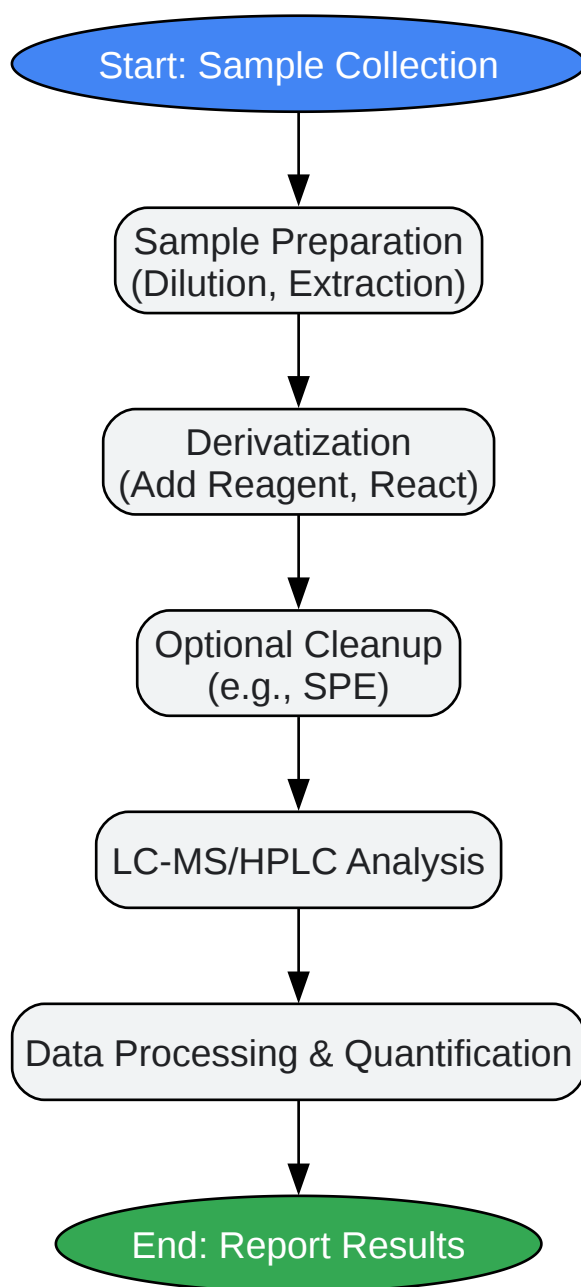 Start: Sample Collection
Sample Preparation
(Dilution, Extraction)
Derivatization
(Add Reagent, React)
Optional Cleanup
(e.g., SPE)
LC-MS/HPLC Analysis
Data Processing & Quantification
End: Report Results